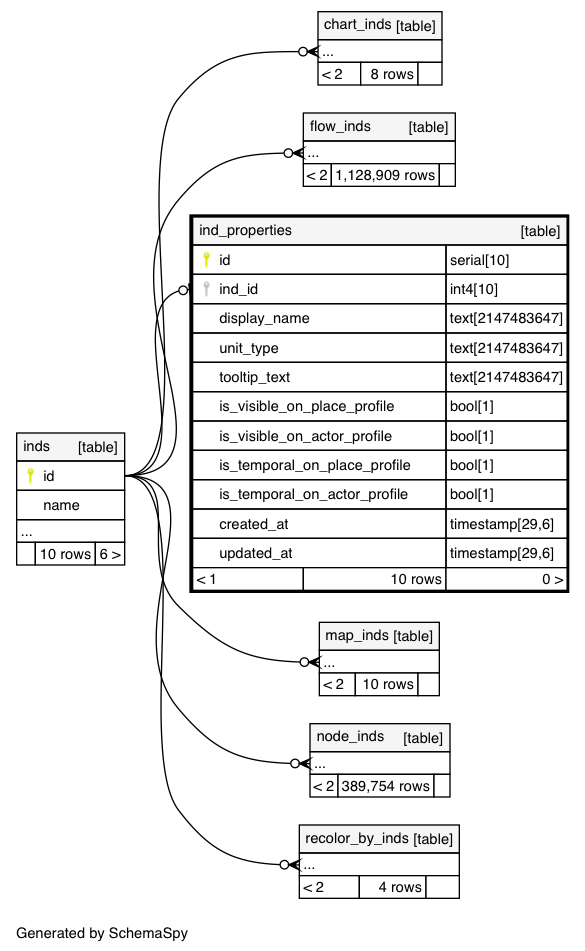 chart_inds [table]
...
< 2 8 rows
flow_inds [table]
...
< 2 1,128,909 rows
ind_properties [table]
id serial[10]
ind_id int4[10]
display_name text[2147483647]
unit_type text[2147483647]
tooltip_text text[2147483647]
is_visible_on_place_profile bool[1]
is_visible_on_actor_profile bool[1]
is_temporal_on_place_profile bool[1]
is_temporal_on_actor_profile bool[1]
created_at timestamp[29,6]
updated_at timestamp[29,6]
< 1 10 rows 0 >
inds [table]
id
name
...
10 rows 6 >
map_inds [table]
...
< 2 10 rows
node_inds [table]
...
< 2 389,754 rows
recolor_by_inds [table]
...
< 2 4 rows
Generated by SchemaSpy